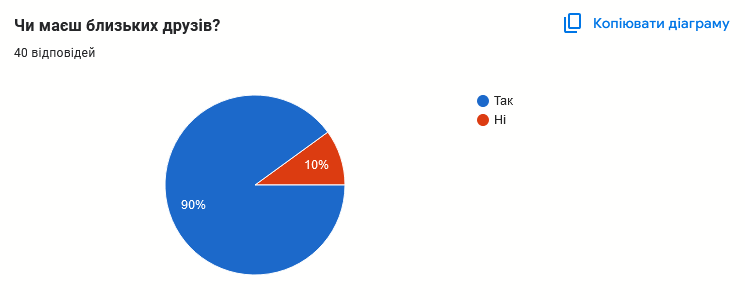 Чи маєш близьких друзів?
Копіювати діаграму
40 відповідей
Так
Ні
10%
90%